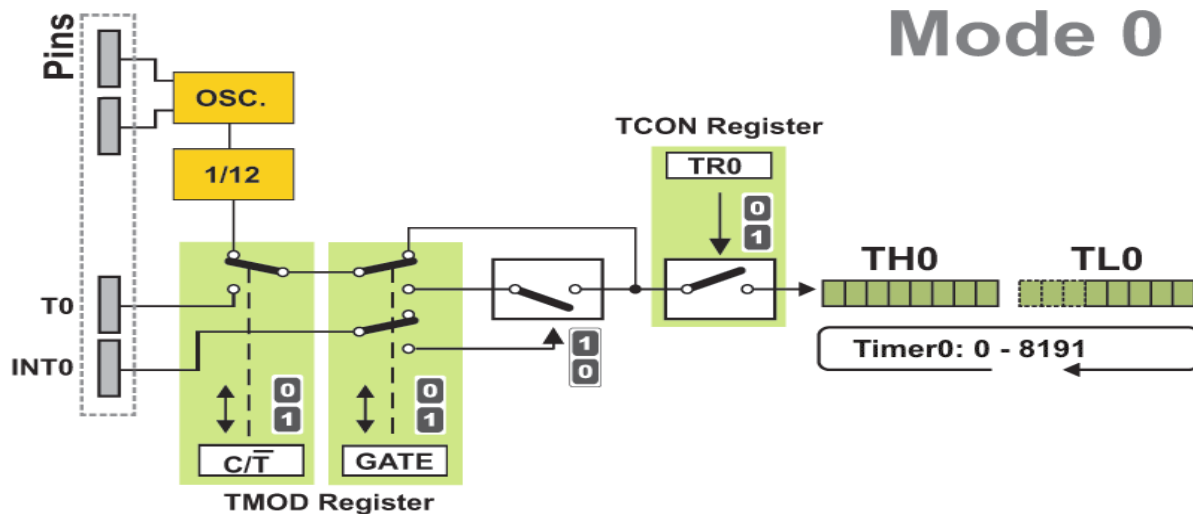 Mode 0
Pins
OSC.
1/12
TCON Register
TR0
0
1
TH0 TL0
T0
INT0
1
0
Timer0: 0 - 8191
0
1
0
1
C/T̅
GATE
TMOD Register